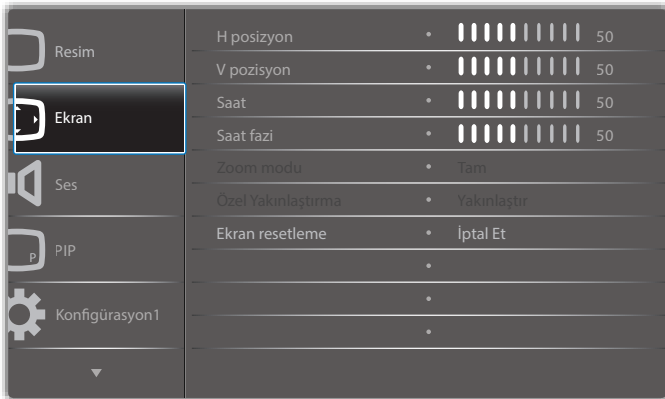 Resim
Ekran
Ses
PIP
P
Konfigürasyon1
H posizyon • 50
V pozisyon • 50
Saat • 50
Saat fazi • 50
Zoom modu • Tam
Özel Yakınlaştırma • Yakınlaştır
Ekran resetleme • İptal Et